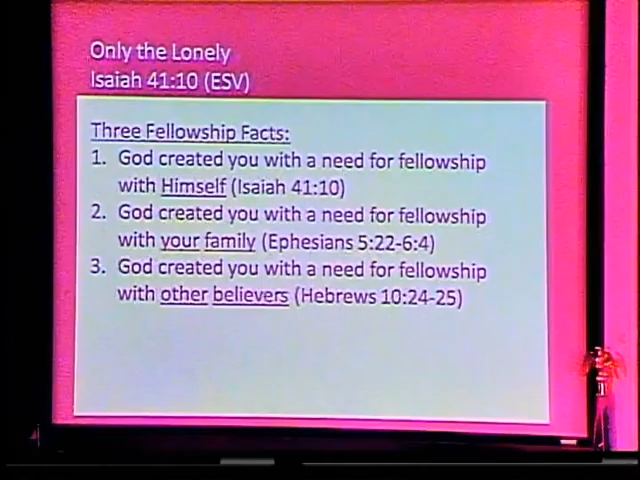 Only the Lonely
Isaiah 41:10 (ESV)
Three Fellowship Facts:
1. God created you with a need for fellowship
with Himself (Isaiah 41:10)
2. God created you with a need for fellowship
with your family (Ephesians 5:22-6:4)
3. God created you with a need for fellowship
with other believers (Hebrews 10:24-25)